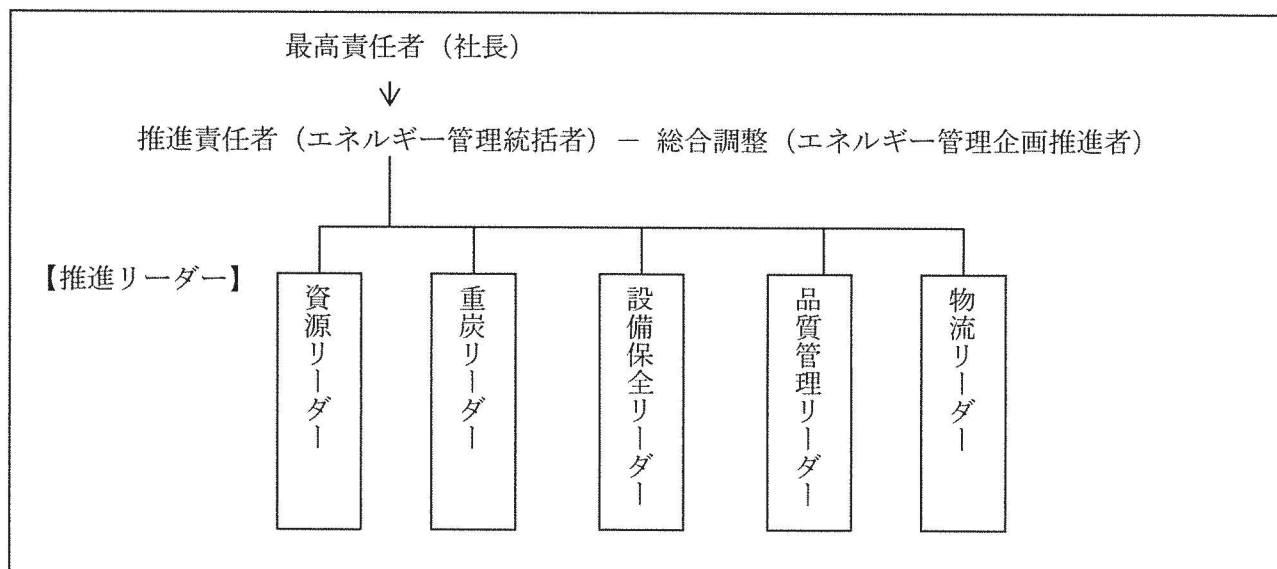 最高責任者（社長）
↓
推進責任者（エネルギー管理統括者）－ 総合調整（エネルギー管理企画推進者）
【推進リーダー】
資源リーダー
重炭リーダー
設備保全リーダー
品質管理リーダー
物流リーダー